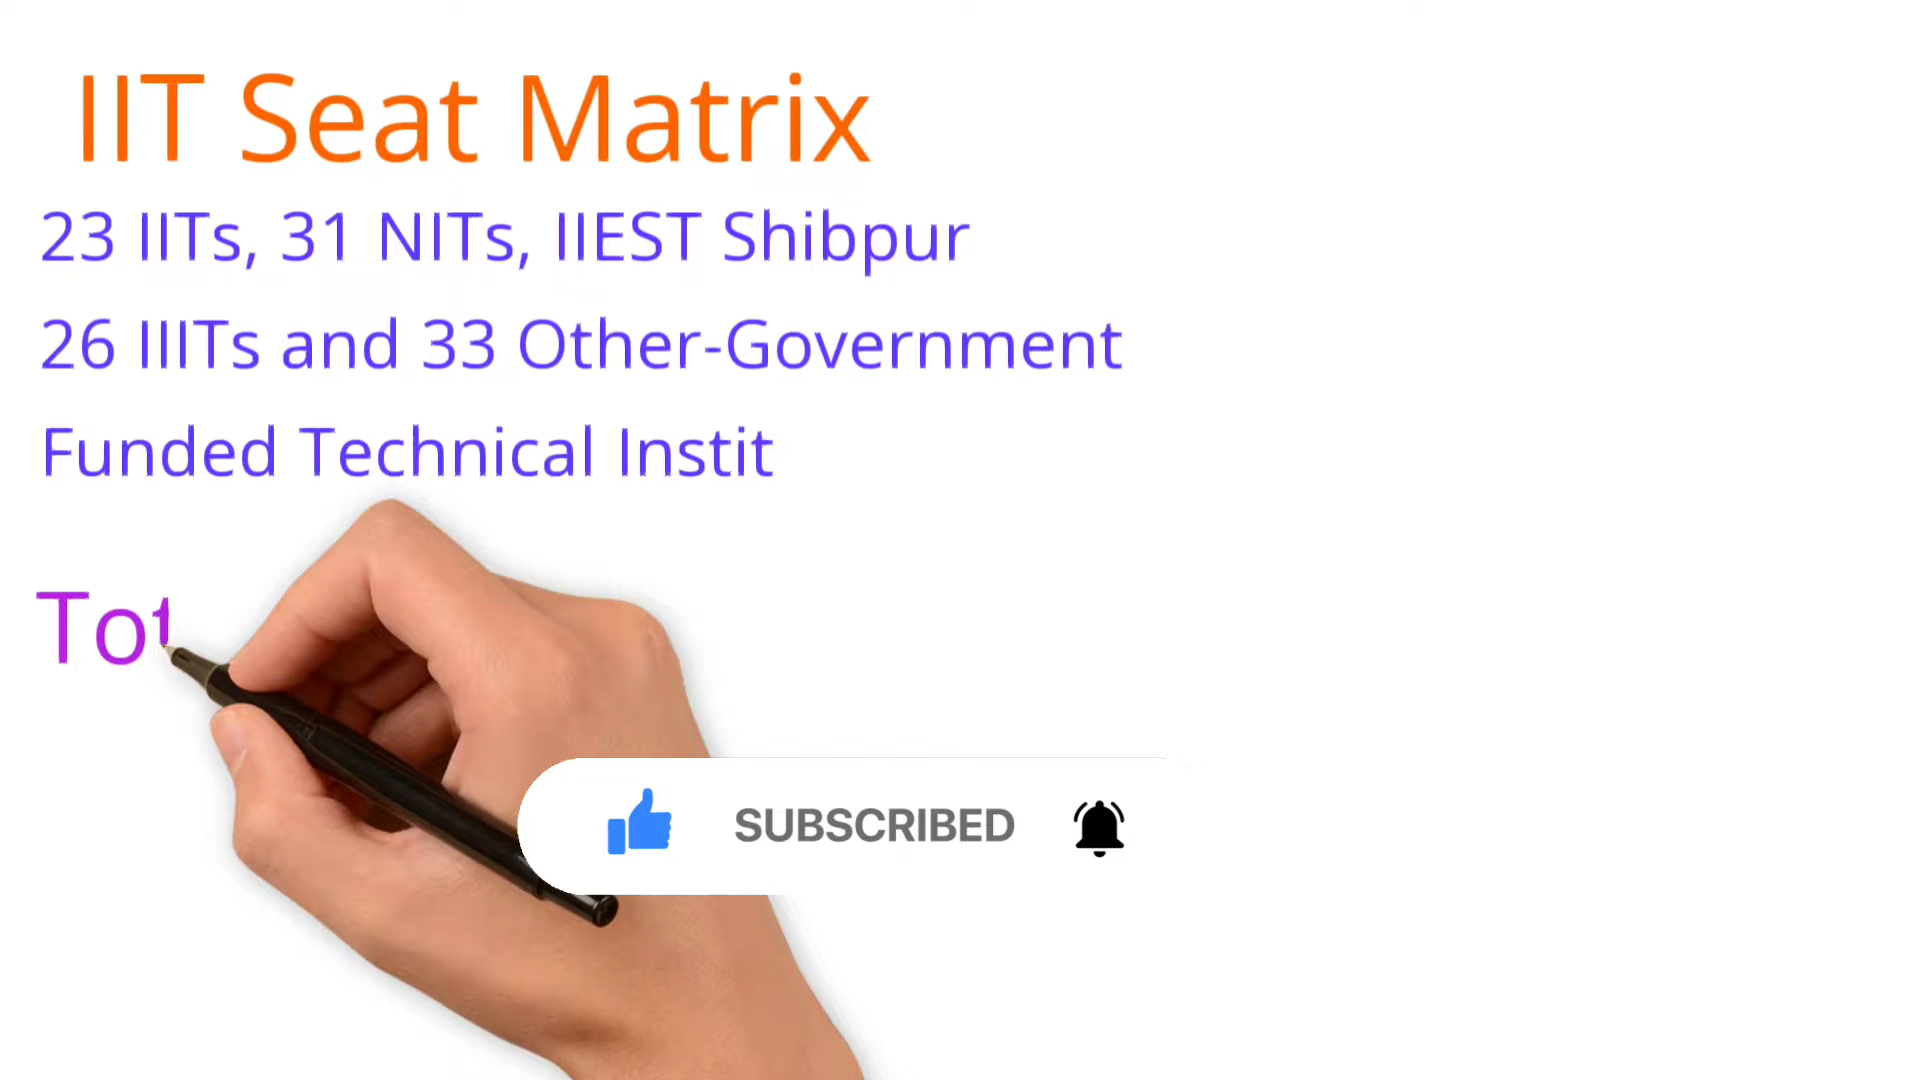 IIT Seat Matrix
23 IITs, 31 NITs, IIEST Shibpur
26 IIITs and 33 Other-Government
Funded Technical Instit
Tot
SUBSCRIBED